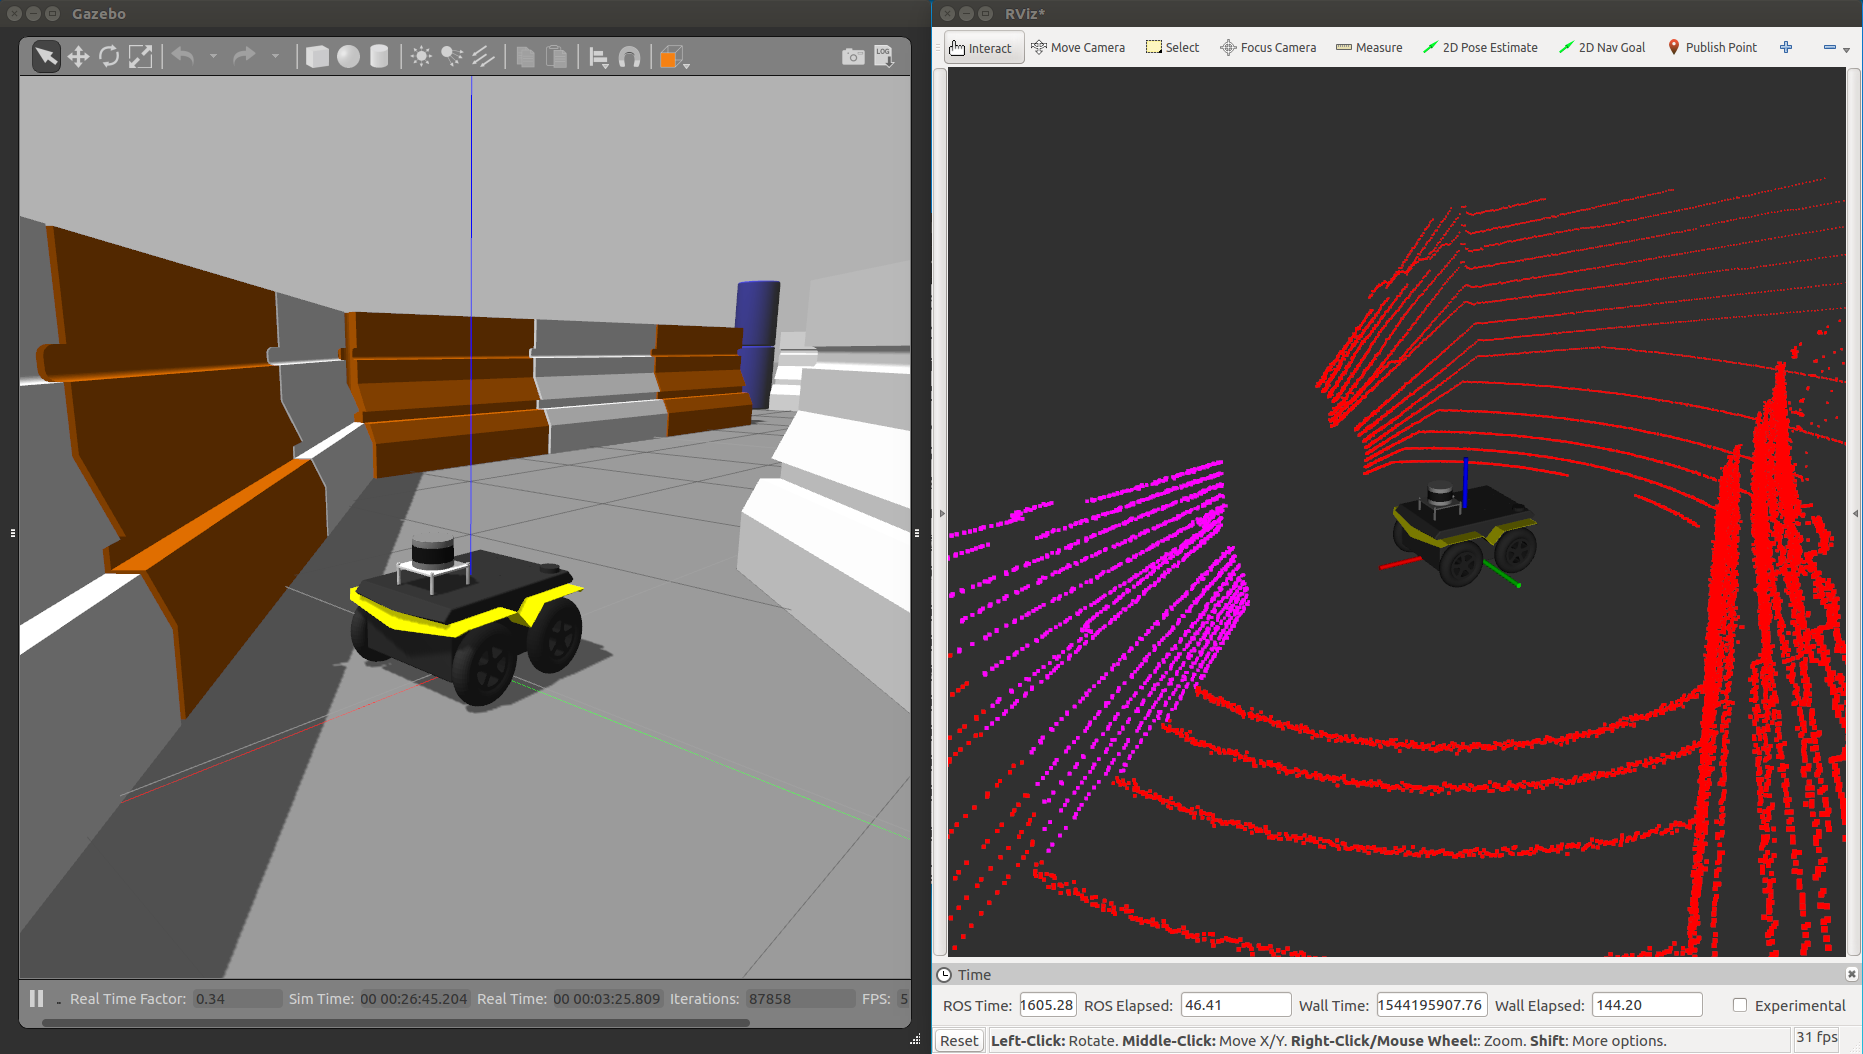 Gazebo
LOG
Real Time Factor: 0.34 Sim Time: 00 00:26:45.204 Real Time: 00 00:03:25.809 Iterations: 87858 FPS: 5
RViz*
Interact Move Camera Select Focus Camera Measure 2D Pose Estimate 2D Nav Goal Publish Point
Time
ROS Time: 1605.28 ROS Elapsed: 46.41 Wall Time: 1544195907.76 Wall Elapsed: 144.20 Experimental
Reset Left-Click: Rotate. Middle-Click: Move X/Y. Right-Click/Mouse Wheel:: Zoom. Shift: More options. 31 fps